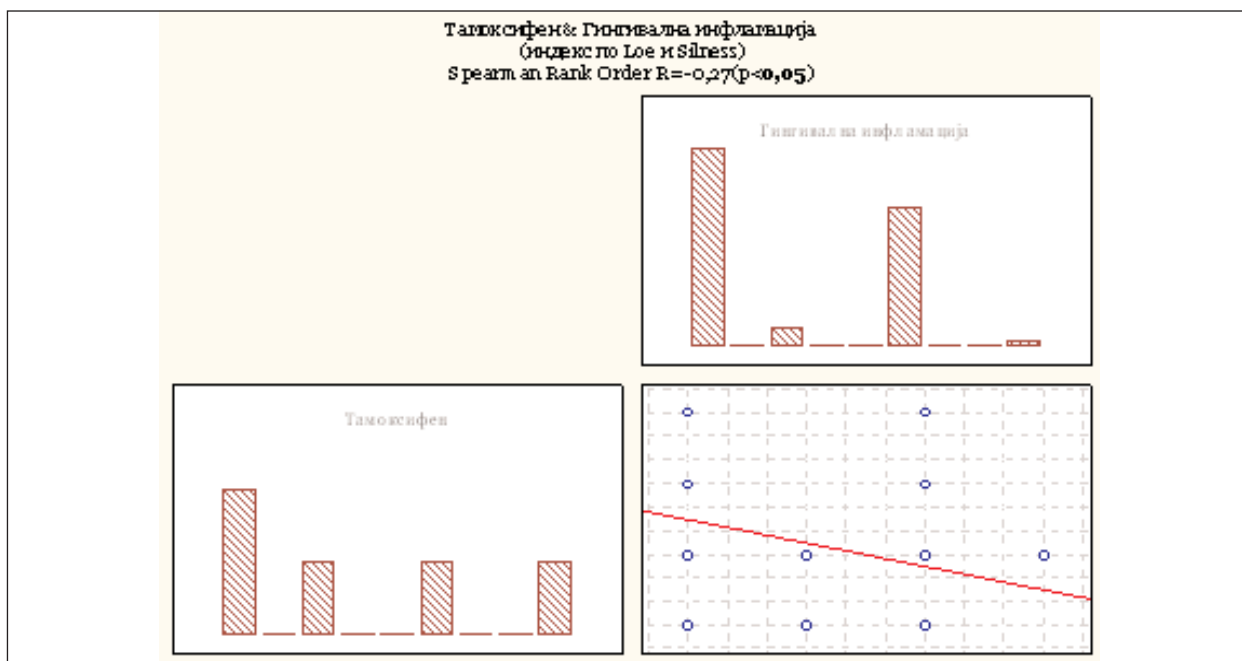 Тамоксифен & Гингивална инфламација
(индекс по Loe и Silness)
Spearman Rank Order R=-0,27(p<0,05)
Гингивална инфламација
Тамоксифен